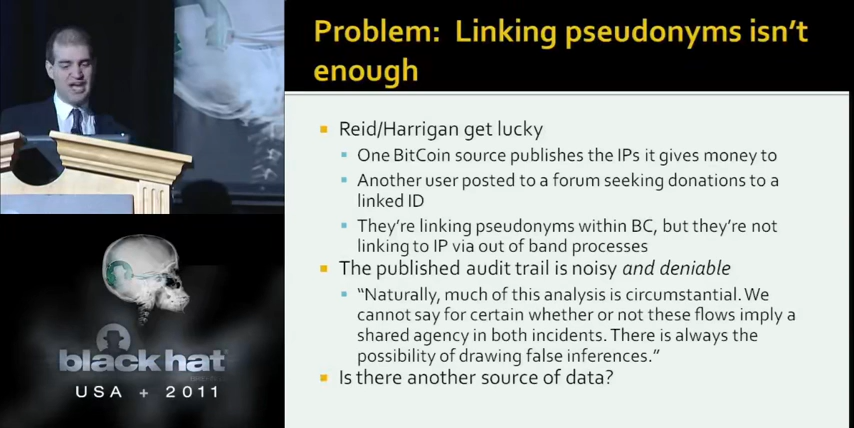 Problem: Linking pseudonyms isn't
enough
Reid/Harrigan get lucky
One BitCoin source publishes the IPs it gives money to
Another user posted to a forum seeking donations to a
linked ID
They're linking pseudonyms within BC, but they're not
linking to IP via out of band processes
The published audit trail is noisy and deniable
"Naturally, much of this analysis is circumstantial. We
cannot say for certain whether or not these flows imply a
shared agency in both incidents. There is always the
possibility of drawing false inferences."
Is there another source of data?
black hat
USA + 2011